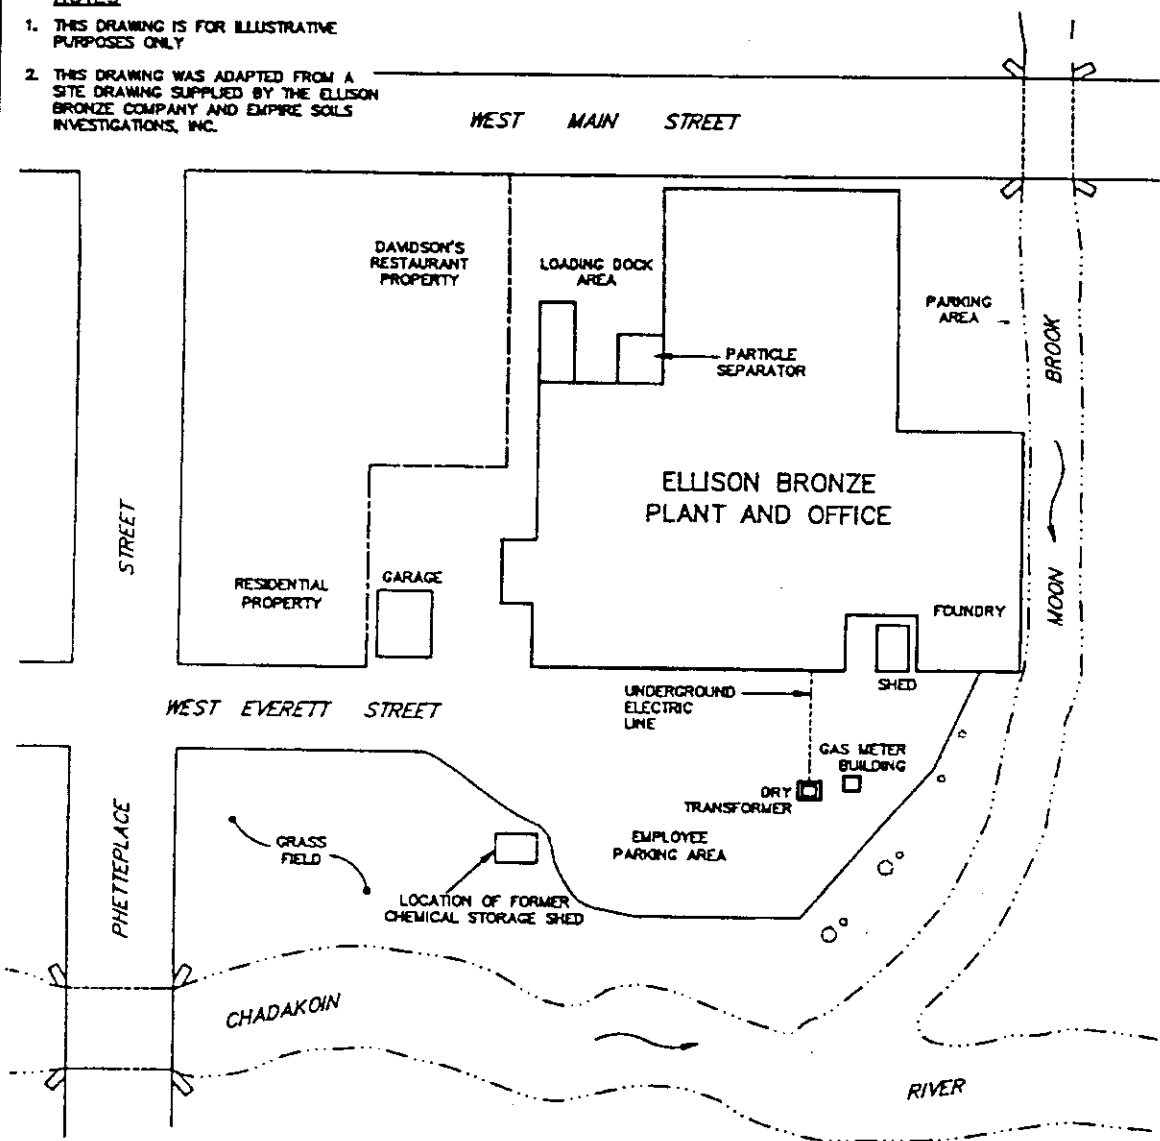 NOTES
1. THIS DRAWING IS FOR ILLUSTRATIVE
PURPOSES ONLY
2. THIS DRAWING WAS ADAPTED FROM A
SITE DRAWING SUPPLIED BY THE ELLISON
BRONZE COMPANY AND EMPIRE SOILS
INVESTIGATIONS, INC.
WEST MAIN STREET
DAVIDSON'S
RESTAURANT
PROPERTY
LOADING DOCK
AREA
PARKING
AREA
PARTICLE
SEPARATOR
MOON BROOK
ELLISON BRONZE
PLANT AND OFFICE
RESIDENTIAL
PROPERTY
GARAGE
FOUNDRY
SHED
UNDERGROUND
ELECTRIC
LINE
WEST EVERETT STREET
GAS METER
BUILDING
DRY
TRANSFORMER
EMPLOYEE
PARKING AREA
GRASS
FIELD
LOCATION OF FORMER
CHEMICAL STORAGE SHED
PHETTEPLACE STREET
CHADAKOIN RIVER